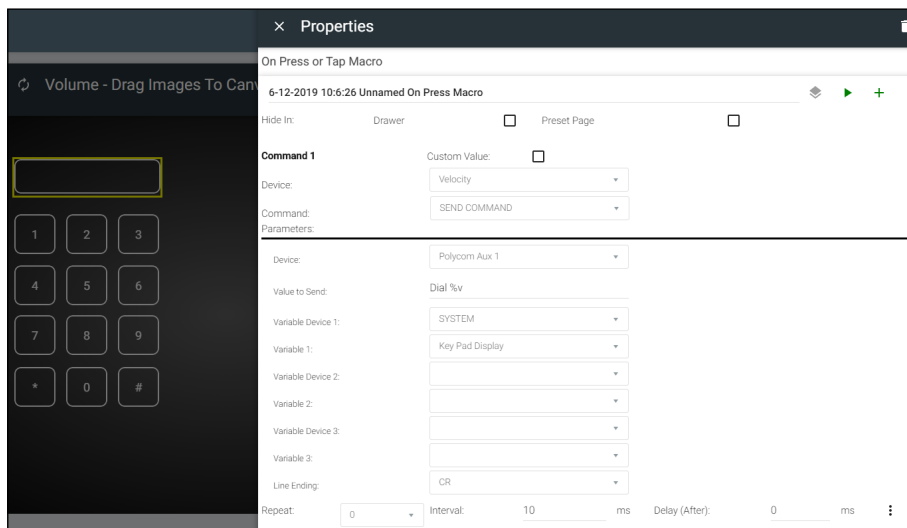 × Properties
On Press or Tap Macro
Volume - Drag Images To Canv
6-12-2019 10:6:26 Unnamed On Press Macro
Hide In: Drawer Preset Page
Command 1 Custom Value:
Device: Velocity
Command: SEND COMMAND
Parameters:
Device: Polycom Aux 1
Value to Send: Dial %v
Variable Device 1: SYSTEM
Variable 1: Key Pad Display
Variable Device 2:
Variable 2:
Variable Device 3:
Variable 3:
Line Ending: CR
Repeat: 0 Interval: 10 ms Delay (After): 0 ms
1 2 3
4 5 6
7 8 9
* 0 #